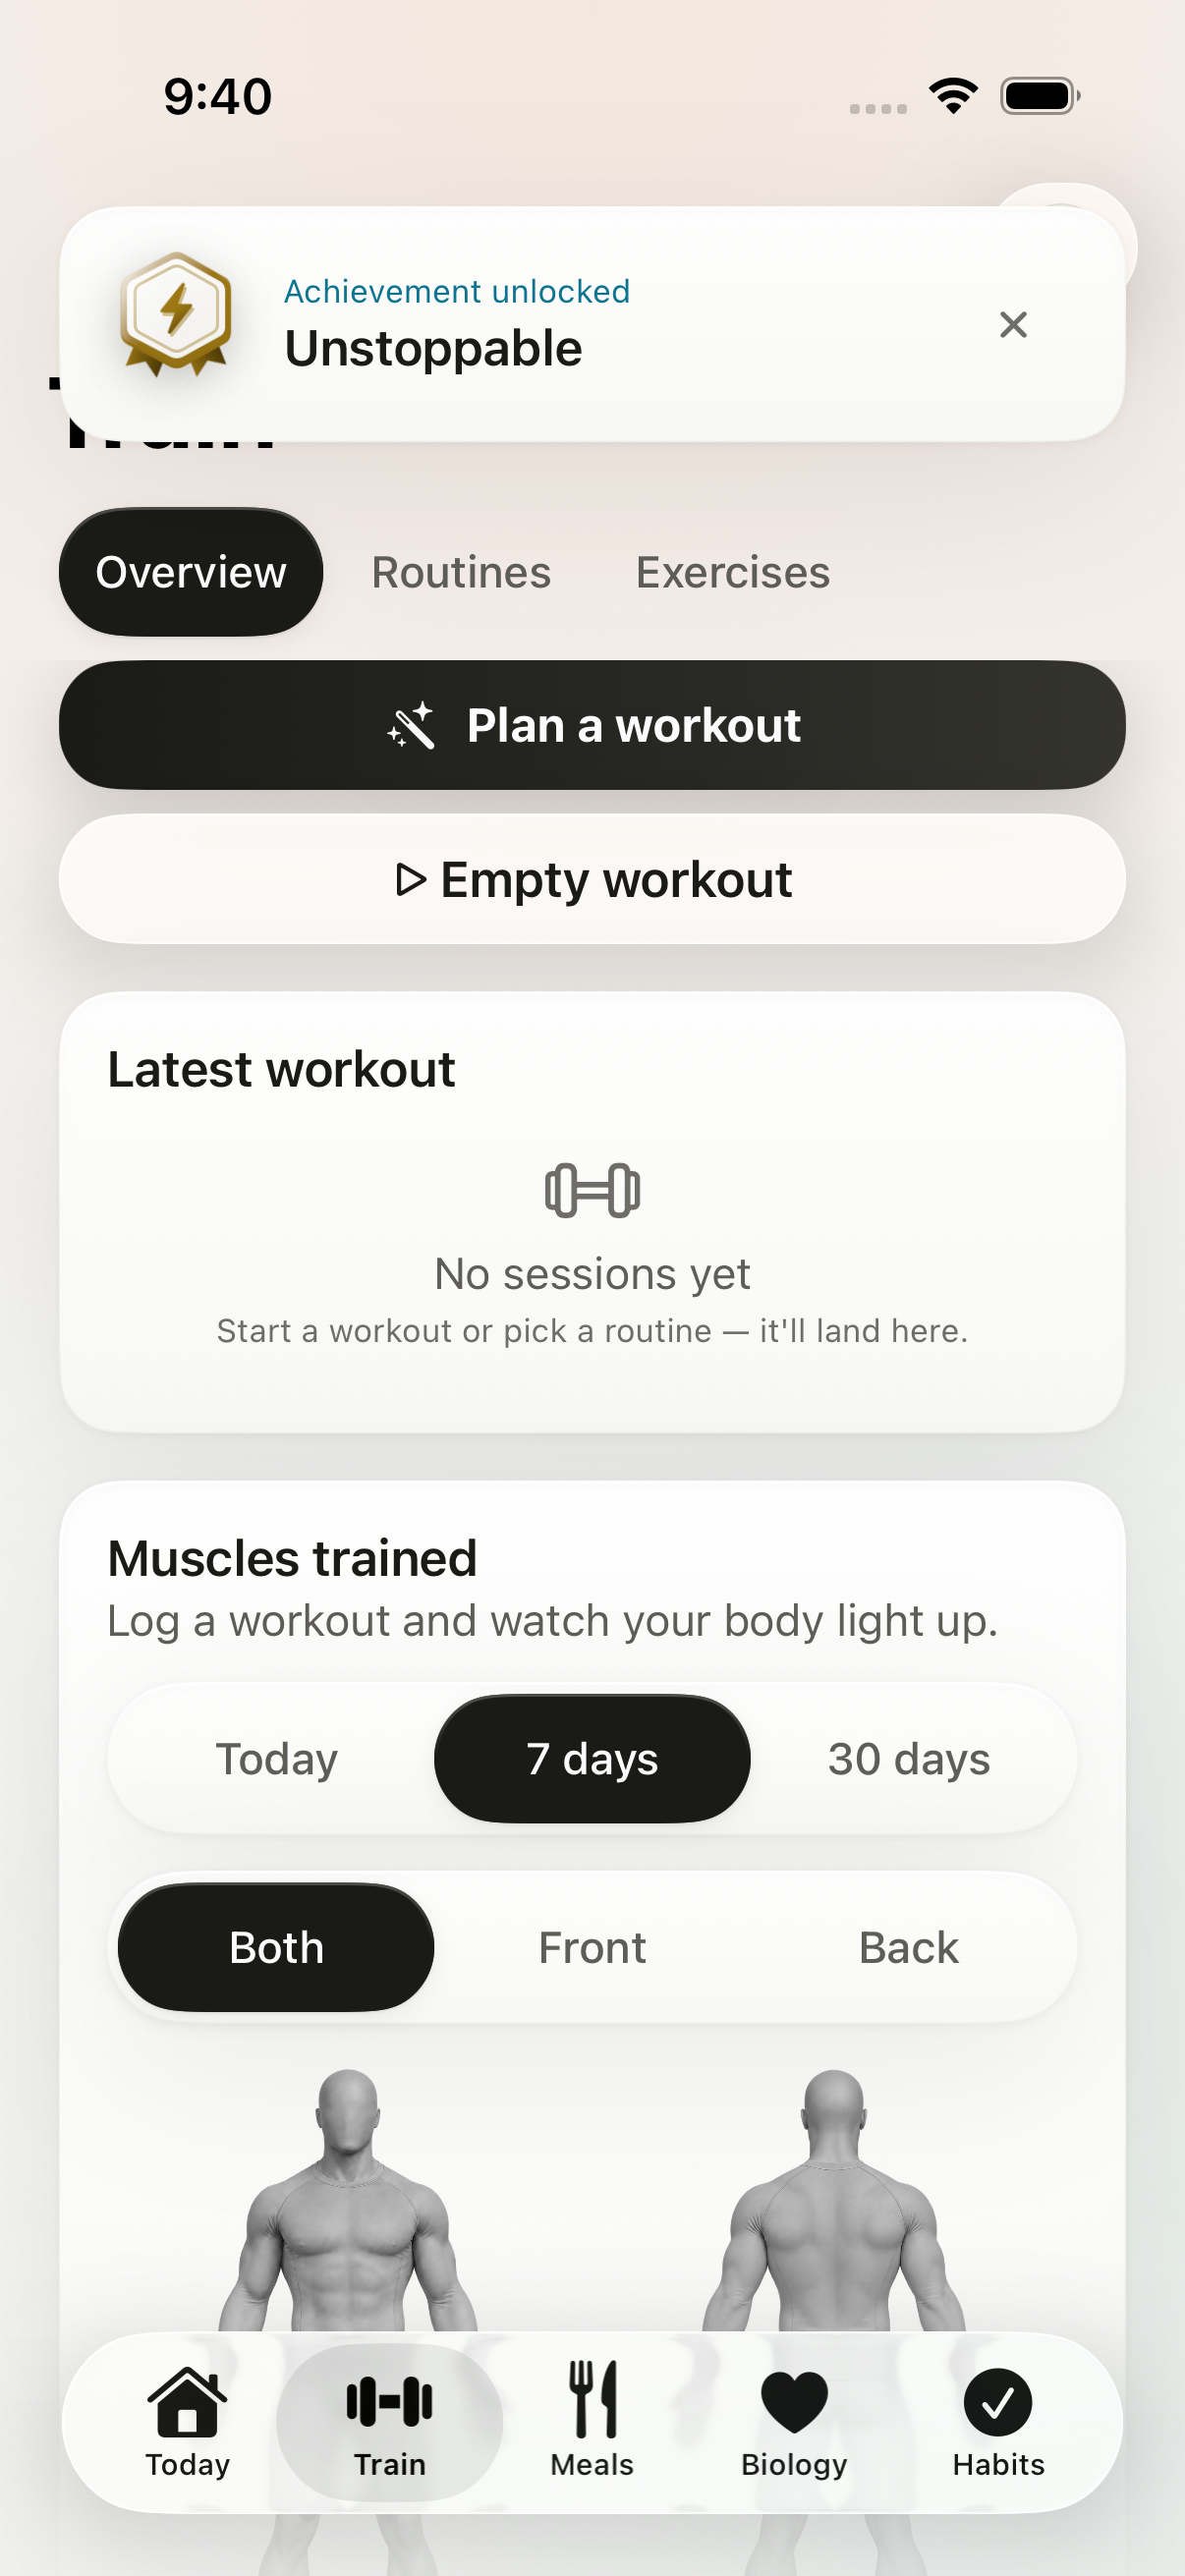 9:40
Achievement unlocked
Unstoppable
Train
Overview Routines Exercises
Plan a workout
Empty workout
Latest workout
No sessions yet
Start a workout or pick a routine — it'll land here.
Muscles trained
Log a workout and watch your body light up.
Today 7 days 30 days
Both Front Back
Today Train Meals Biology Habits